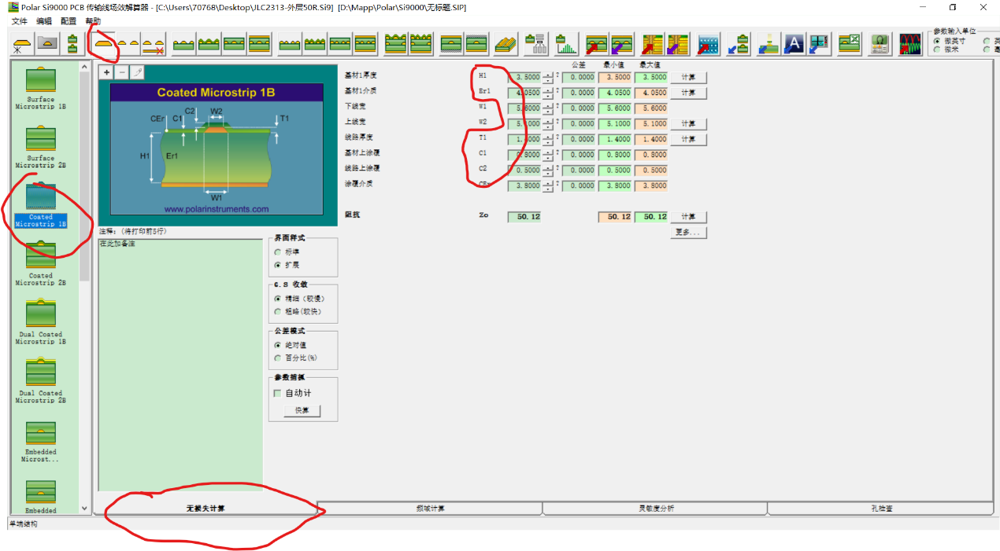 Polar Si9000 PCB 传输线场效解算器 - [C:\Users\70768\Desktop\JLC2313-外层50R.Si9] [D:\Mapp\Polar\Si9000\无标题.SIP]
文件 编辑 配置 帮助
参数输入单位
微英寸
微米
Surface
Microstrip 1B
Surface
Microstrip 2B
Coated
Microstrip 1B
Coated
Microstrip 2B
Dual Coated
Microstrip 1B
Dual Coated
Microstrip 2B
Embedded
Microst...
Embedded
+ -
Coated Microstrip 1B
CEr C1 C2 W2 T1
H1 Er1
W1
www.polarinstruments.com
注释: (将打印前5行)
在此加备注
界面样式
标准
扩展
G.S 收敛
精细 (较慢)
粗略(较快)
公差模式
绝对值
百分比(%)
参数捕抓
自动计
快算
公差 最小值 最大值
基材1厚度 H1 3.5000 ? 0.0000 3.5000 3.5000 计算
基材1介质 Er1 4.0500 ? 0.0000 4.0500 4.0500 计算
下线宽 W1 5.6000 ? 0.0000 5.6000 5.6000
上线宽 W2 5.1000 ? 0.0000 5.1000 5.1000 计算
线路厚度 T1 1.4000 ? 0.0000 1.4000 1.4000 计算
基材上涂覆 C1 0.8000 ? 0.0000 0.8000 0.8000
线路上涂覆 C2 0.5000 ? 0.0000 0.5000 0.5000
涂覆介质 CEr 3.8000 ? 0.0000 3.8000 3.8000
阻抗 Zo 50.12 50.12 50.12 计算
更多...
无损失计算 频域计算 灵敏度分析 孔检查
单端结构